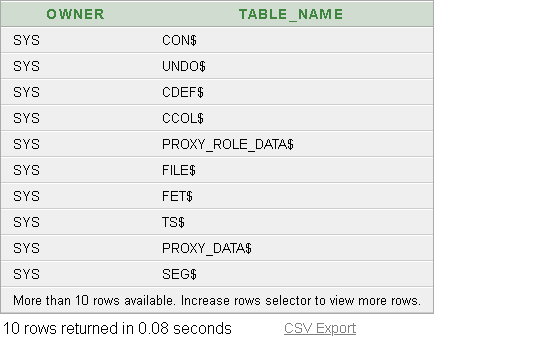 OWNER TABLE_NAME
SYS CON$
SYS UNDO$
SYS CDEF$
SYS CCOL$
SYS PROXY_ROLE_DATA$
SYS FILE$
SYS FET$
SYS TS$
SYS PROXY_DATA$
SYS SEG$
More than 10 rows available. Increase rows selector to view more rows.
10 rows returned in 0.08 seconds CSV Export